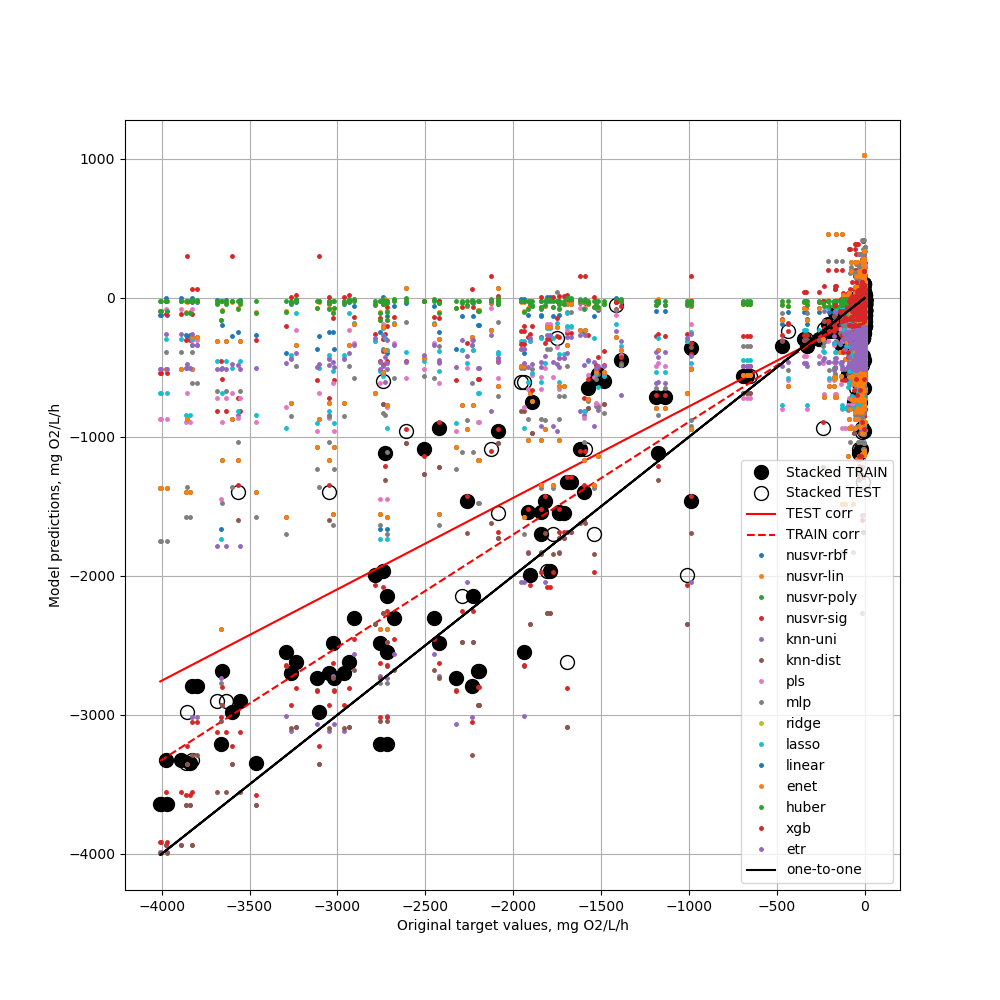 1000
0
−1000
−2000
−3000
−4000
Model predictions, mg O2/L/h
−4000 −3500 −3000 −2500 −2000 −1500 −1000 −500 0
Original target values, mg O2/L/h
Stacked TRAIN
Stacked TEST
TEST corr
TRAIN corr
nusvr-rbf
nusvr-lin
nusvr-poly
nusvr-sig
knn-uni
knn-dist
pls
mlp
ridge
lasso
linear
enet
huber
xgb
etr
one-to-one